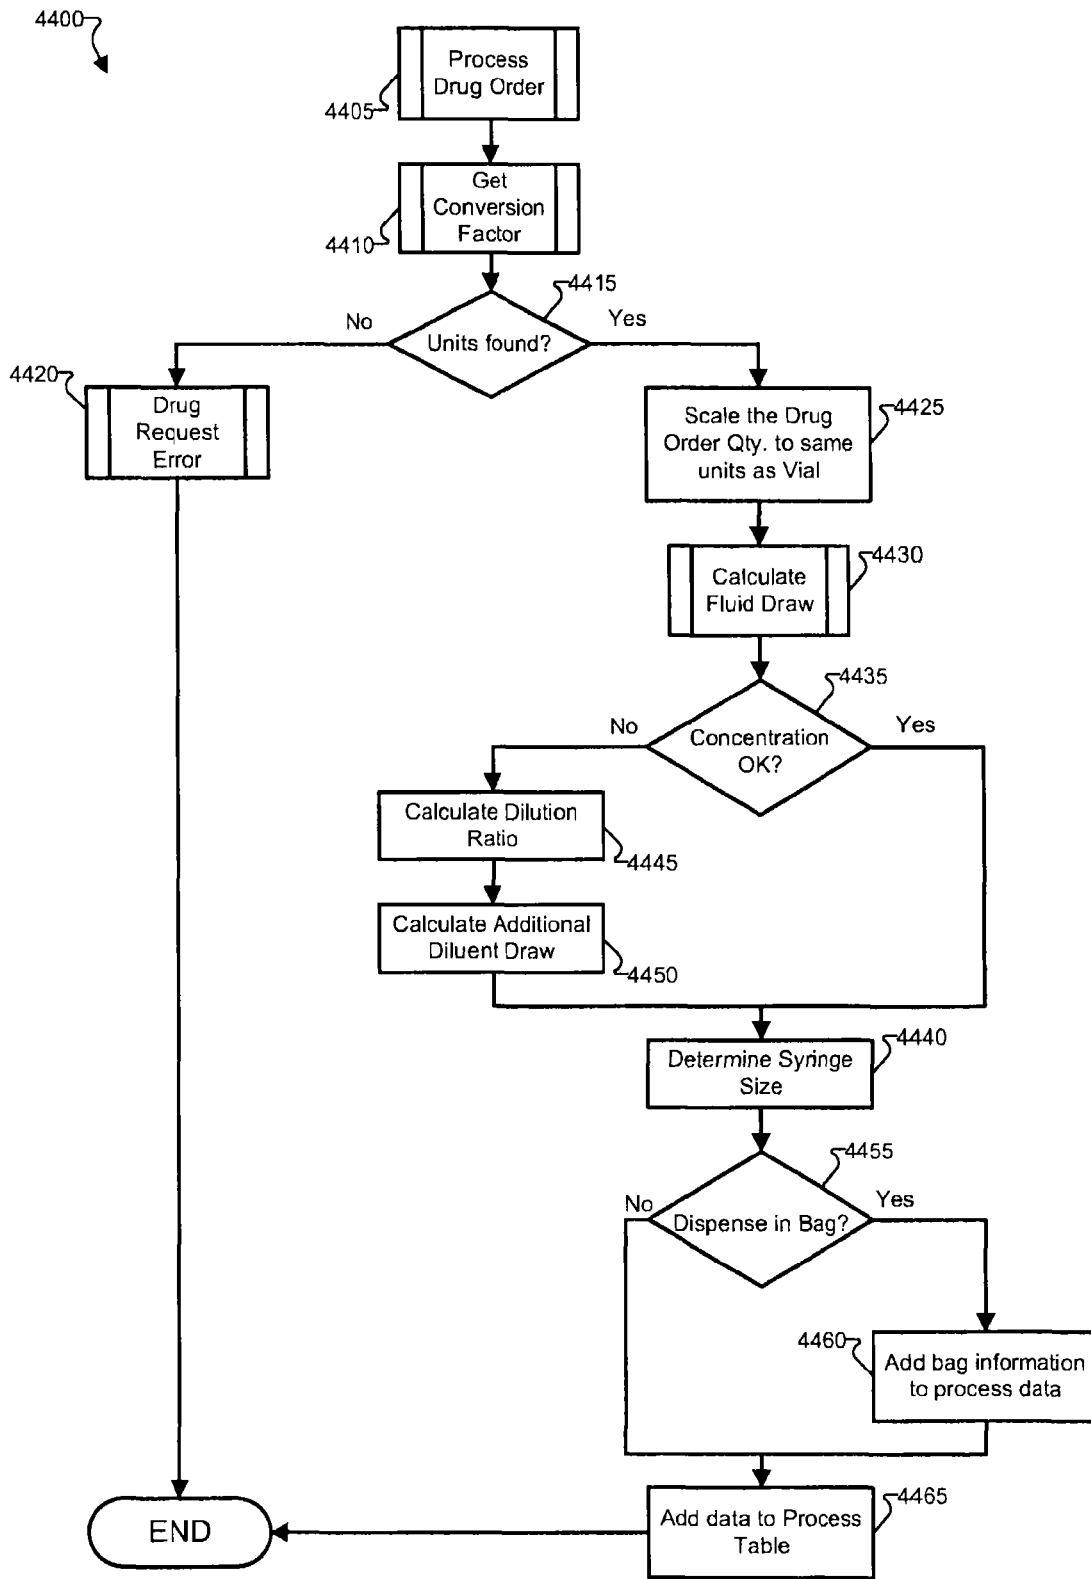 4400
Process
Drug Order
4405
Get
Conversion
Factor
4410
4415
No
Yes
Units found?
4420
Drug
Request
Error
Scale the Drug
Order Qty. to same
units as Vial
4425
Calculate
Fluid Draw
4430
4435
No
Yes
Concentration
OK?
Calculate Dilution
Ratio
4445
Calculate Additional
Diluent Draw
4450
Determine Syringe
Size
4440
4455
No
Yes
Dispense in Bag?
4460
Add bag information
to process data
Add data to Process
Table
4465
END